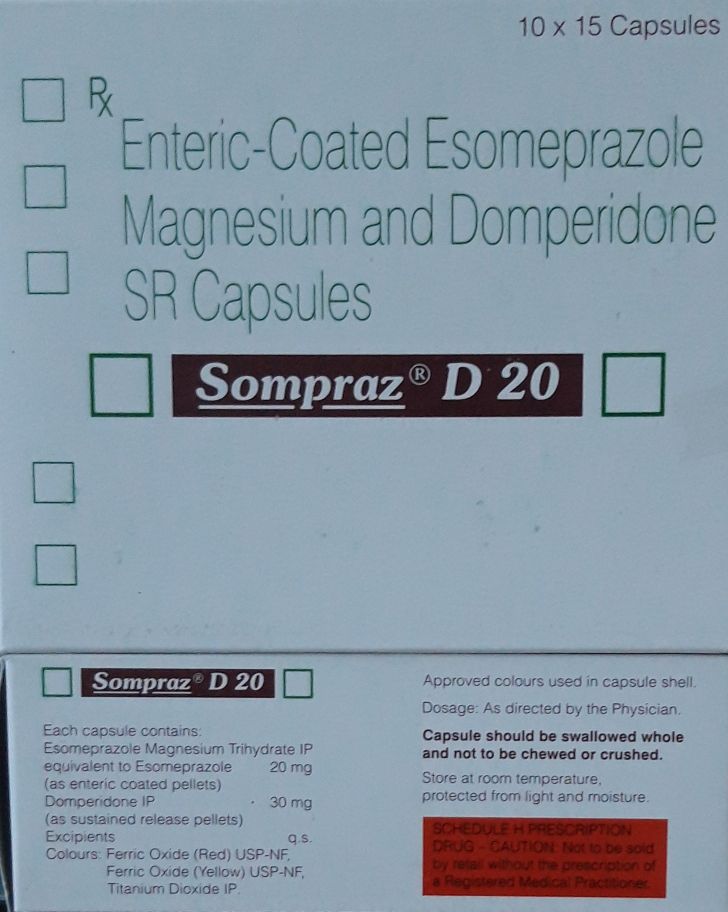 10 x 15 Capsules
Rx
Enteric-Coated Esomeprazole
Magnesium and Domperidone
SR Capsules
Sompraz® D 20
Sompraz® D 20
Each capsule contains:
Esomeprazole Magnesium Trihydrate IP
equivalent to Esomeprazole 20 mg
(as enteric coated pellets)
Domperidone IP 30 mg
(as sustained release pellets)
Excipients q.s.
Colours: Ferric Oxide (Red) USP-NF,
Ferric Oxide (Yellow) USP-NF,
Titanium Dioxide IP.
Approved colours used in capsule shell.
Dosage: As directed by the Physician.
Capsule should be swallowed whole
and not to be chewed or crushed.
Store at room temperature,
protected from light and moisture.
SCHEDULE H PRESCRIPTION
DRUG - CAUTION: Not to be sold
by retail without the prescription of
a Registered Medical Practitioner.